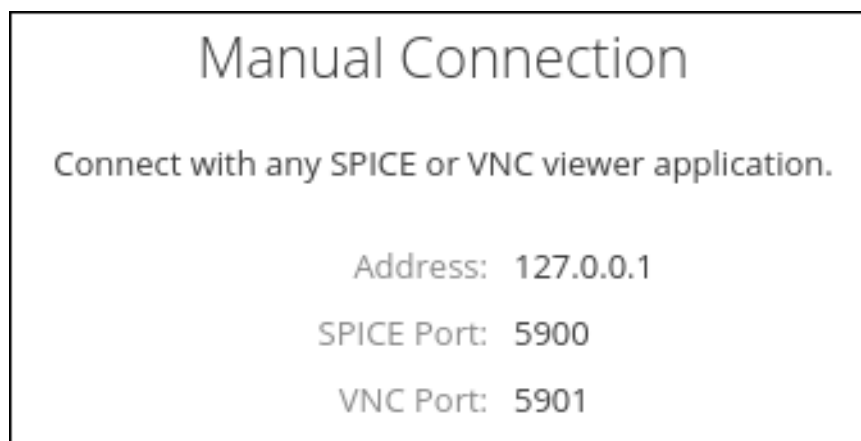 Manual Connection
Connect with any SPICE or VNC viewer application.
Address: 127.0.0.1
SPICE Port: 5900
VNC Port: 5901